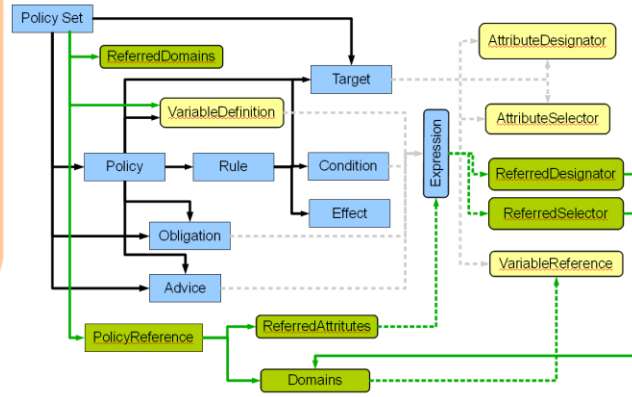 Policy Set
AttributeDesignator
ReferredDomains
Target
VariableDefinition
AttributeSelector
Expression
Policy
Rule
Condition
ReferredDesignator
Effect
ReferredSelector
Obligation
VariableReference
Advice
ReferredAttritutes
PolicyReference
Domains